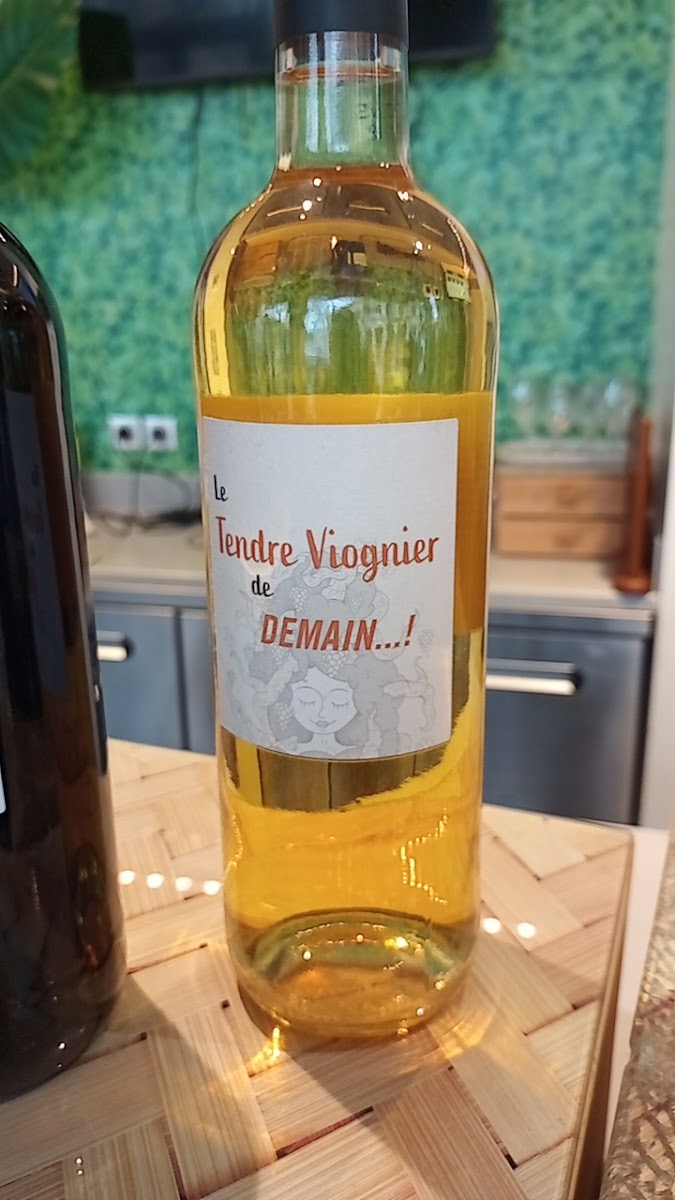 Le
Tendre Viognier
de
DEMAIN...!